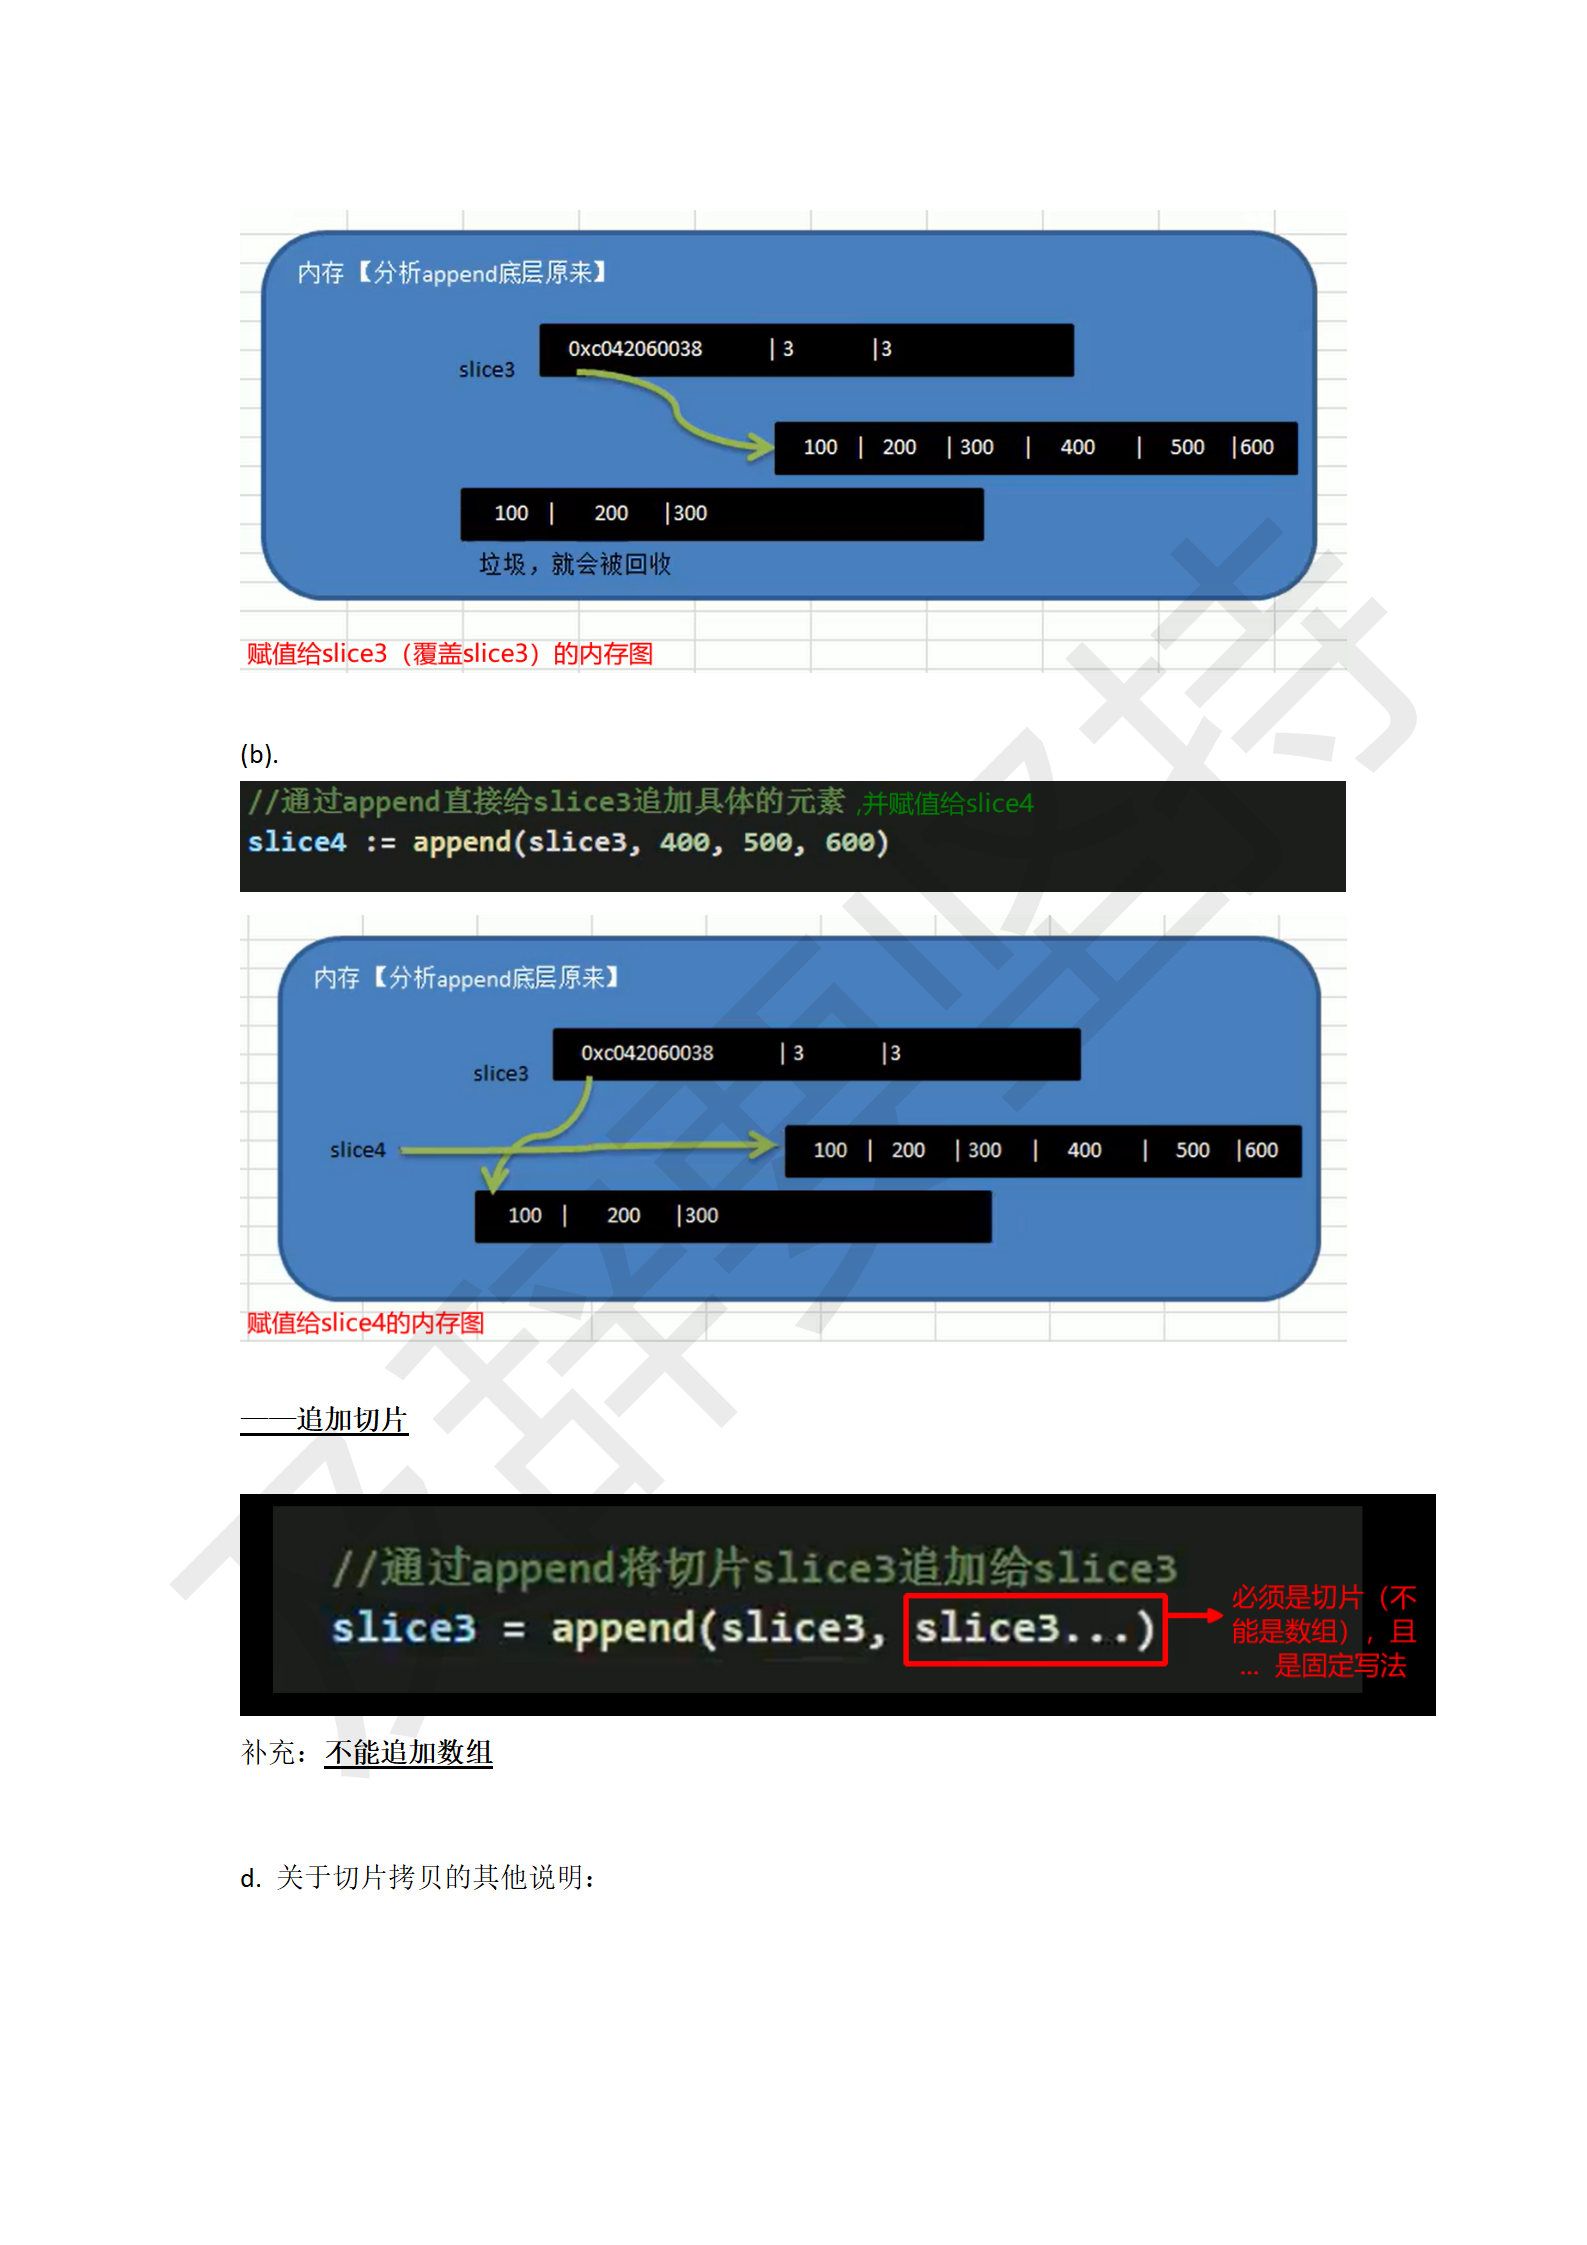 内存【分析append底层原来】
0xc042060038 | 3 |3
slice3
100 | 200 |300 | 400 | 500 |600
100 | 200 |300
垃圾，就会被回收
赋值给slice3（覆盖slice3）的内存图
(b).
//通过append直接给slice3追加具体的元素 ,并赋值给slice4
slice4 := append(slice3, 400, 500, 600)
内存【分析append底层原来】
0xc042060038 | 3 |3
slice3
slice4 100 | 200 |300 | 400 | 500 |600
100 | 200 |300
赋值给slice4的内存图
——追加切片
//通过append将切片slice3追加给slice3
slice3 = append(slice3, slice3...)
必须是切片（不
能是数组），且
... 是固定写法
补充：不能追加数组
d. 关于切片拷贝的其他说明：